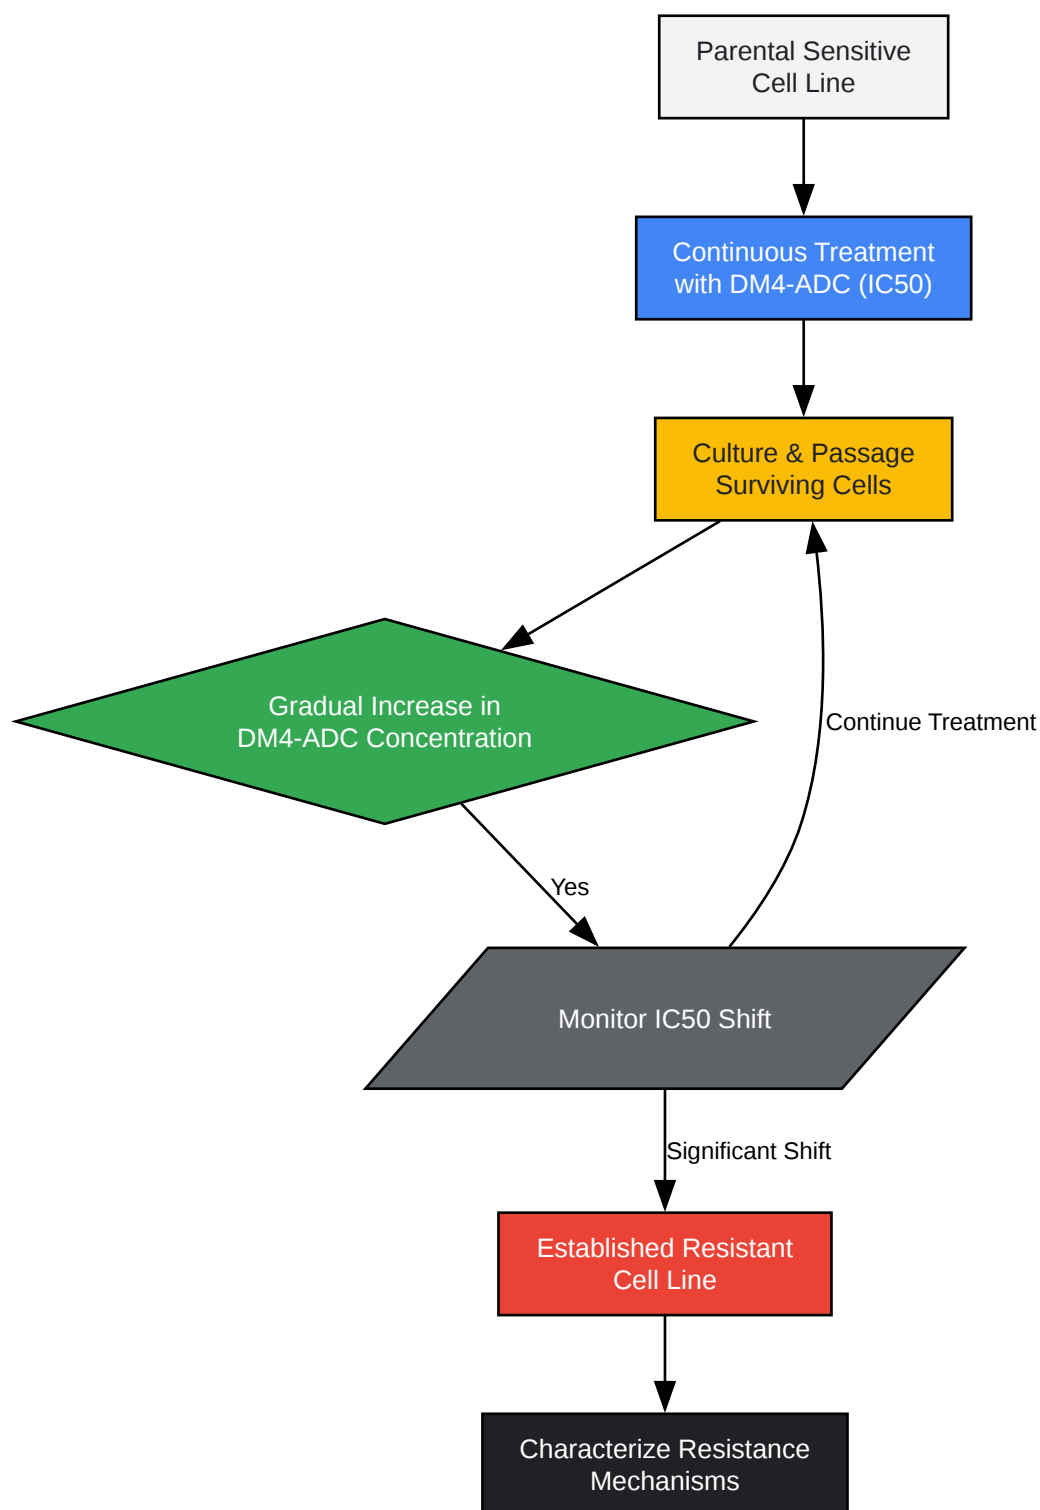 Parental Sensitive
Cell Line
Continuous Treatment
with DM4-ADC (IC50)
Culture & Passage
Surviving Cells
Gradual Increase in
DM4-ADC Concentration
Continue Treatment
Yes
Monitor IC50 Shift
Significant Shift
Established Resistant
Cell Line
Characterize Resistance
Mechanisms